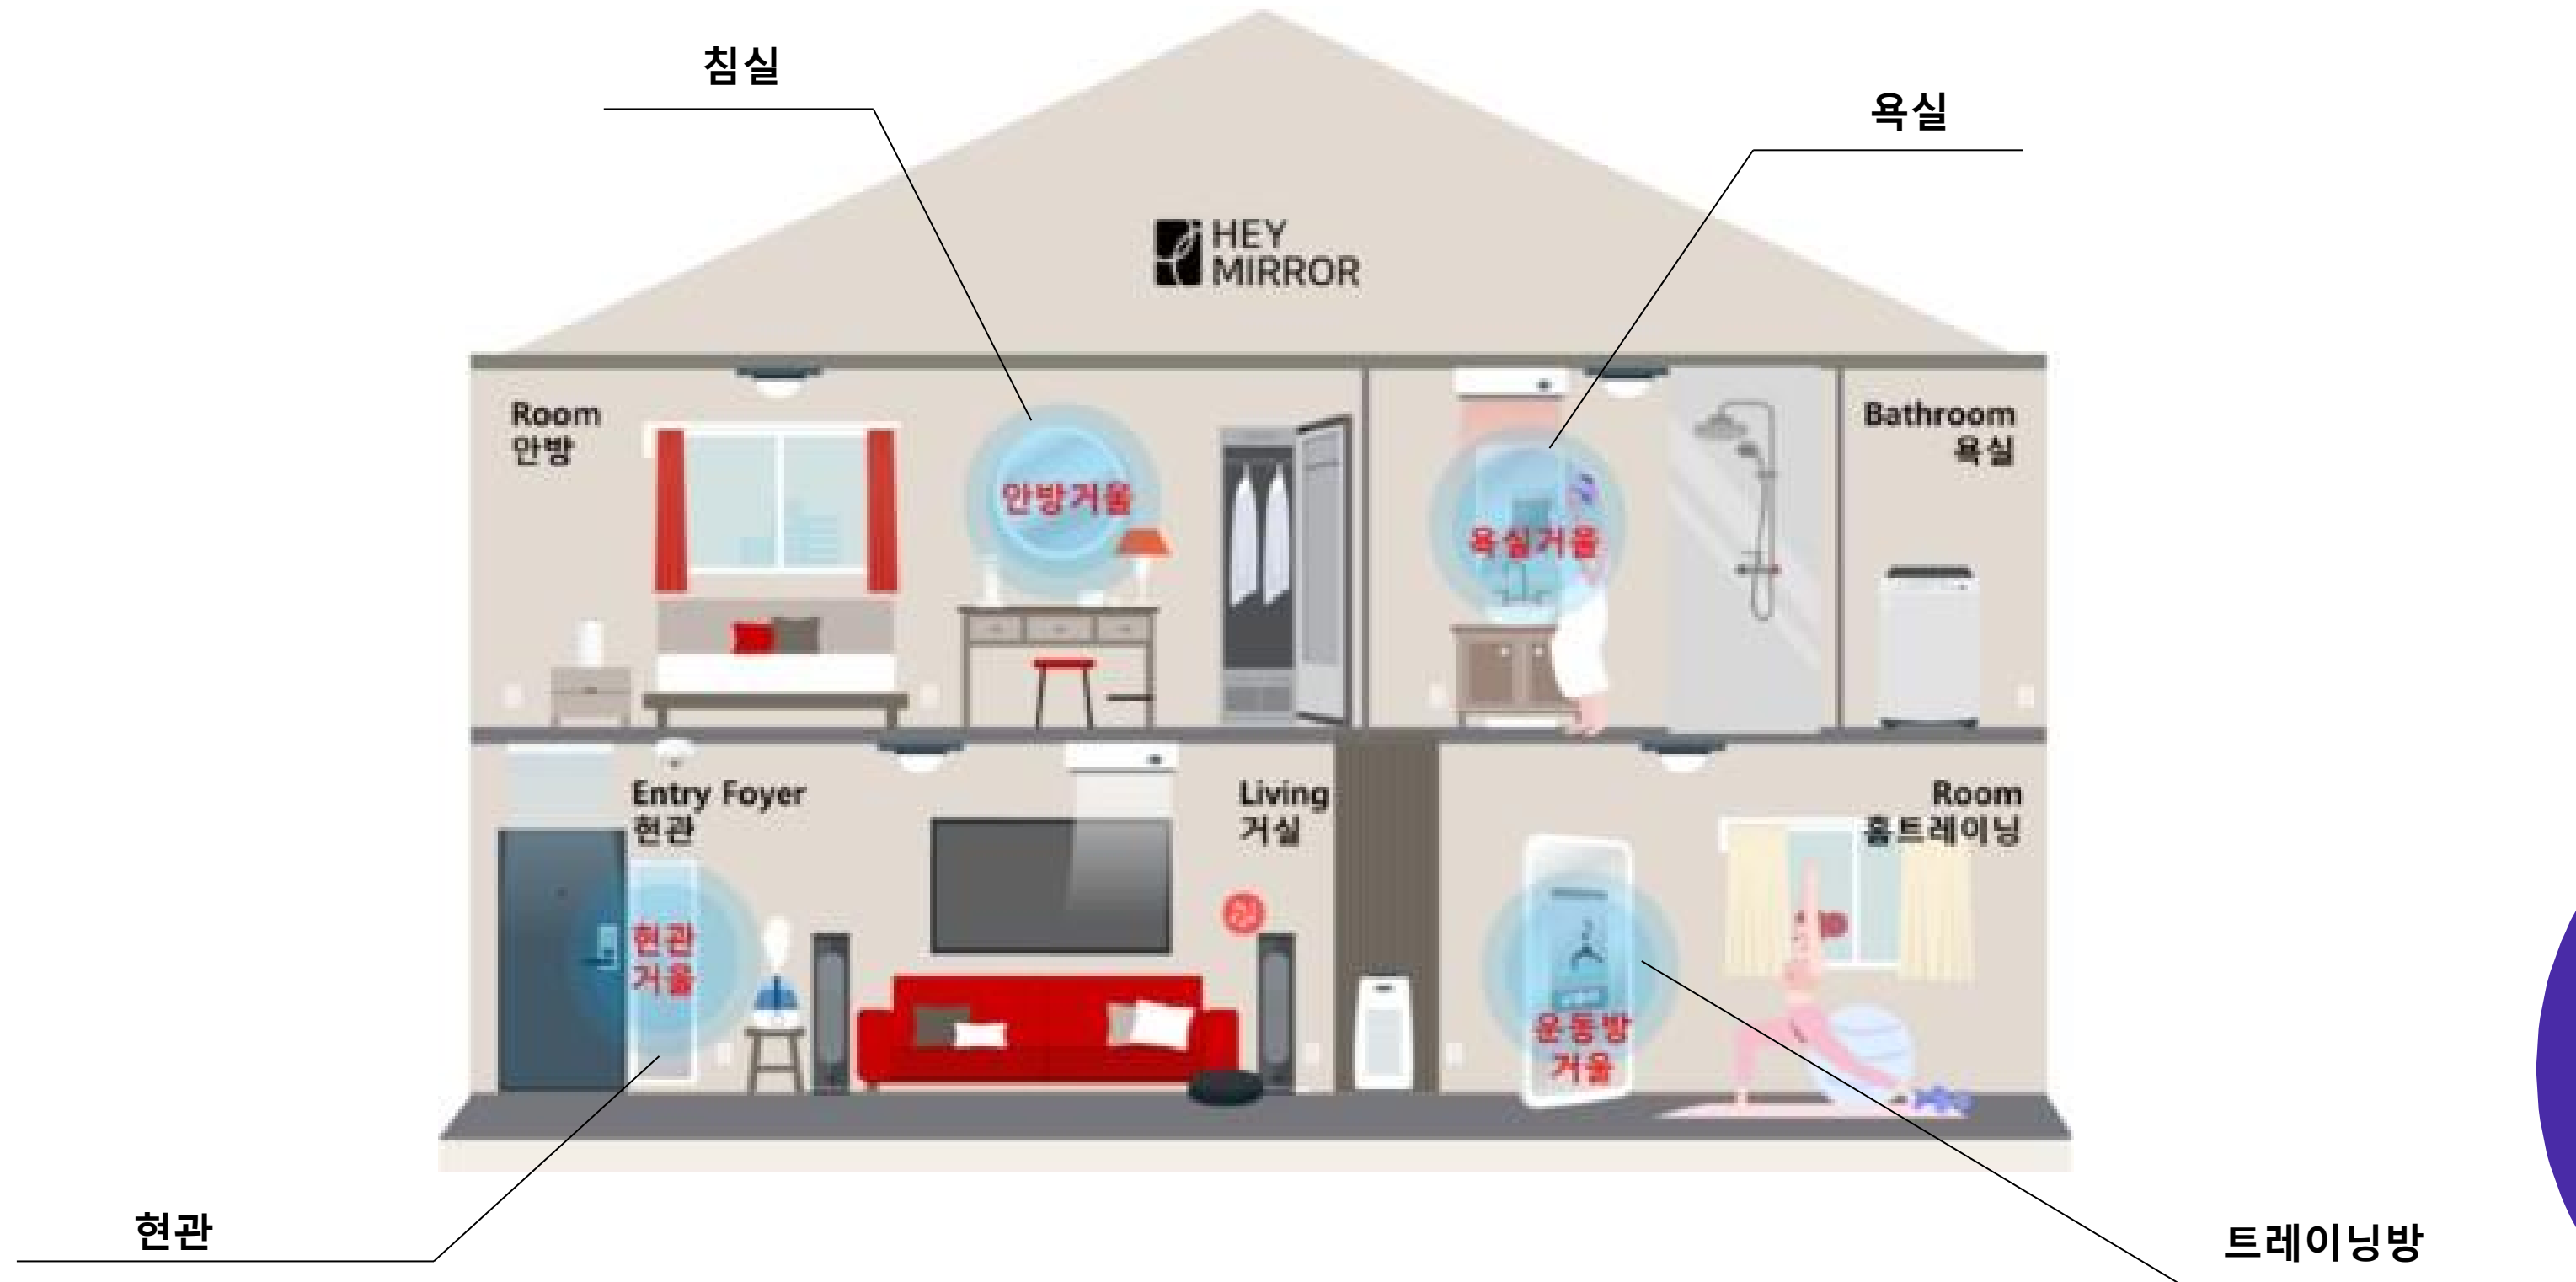 침실
욕실
HEY
MIRROR
Room
안방
안방거울
욕실거울
Bathroom
욕실
Entry Foyer
현관
현관
거울
Living
거실
Room
홈트레이닝
운동방
거울
현관
트레이닝방